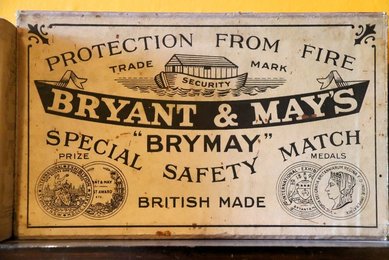 PROTECTION FROM FIRE
TRADE MARK
SECURITY
BRYANT & MAY'S
"BRYMAY"
SPECIAL SAFETY MATCH
PRIZE MEDALS
BRITISH MADE